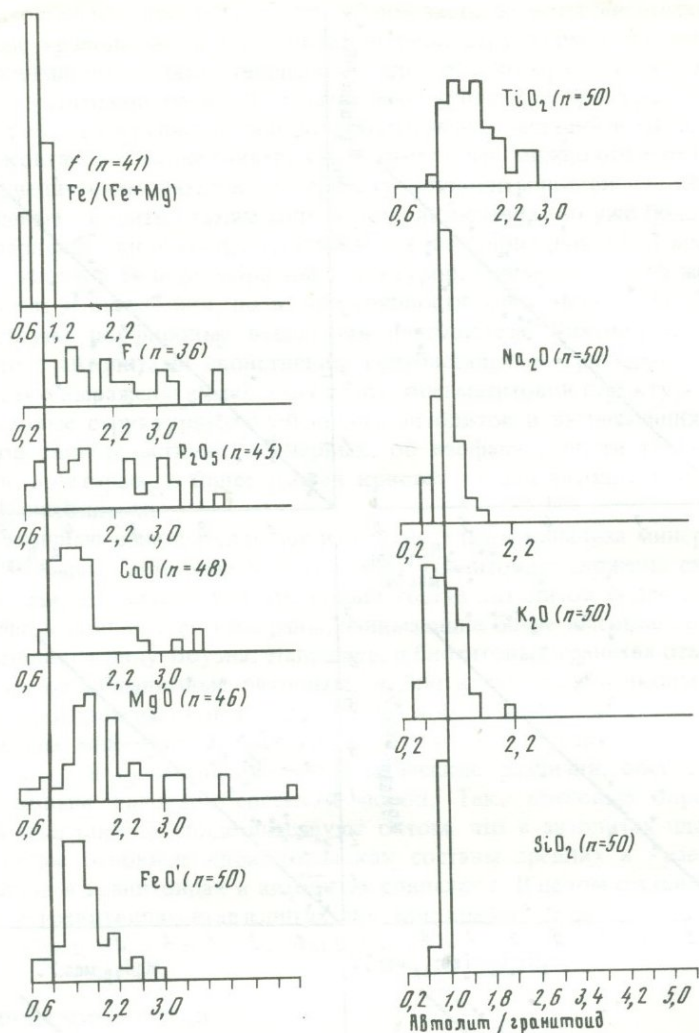 f (n=41)
Fe/(Fe+Mg)
0,6 1,2 2,2
F (n=36)
0,2 2,2 3,0
P₂O₅ (n=45)
0,6 2,2 3,0
CaO (n=48)
0,6 2,2 3,0
MgO (n=46)
0,6 2,2 3,0
FeO' (n=50)
0,6 2,2 3,0
TiO₂ (n=50)
0,6 2,2 3,0
Na₂O (n=50)
0,2 2,2
K₂O (n=50)
0,2 2,2
SiO₂ (n=50)
0,2 1,0 1,8 2,6 3,4 4,2 5,0
Автолит/гранитоид